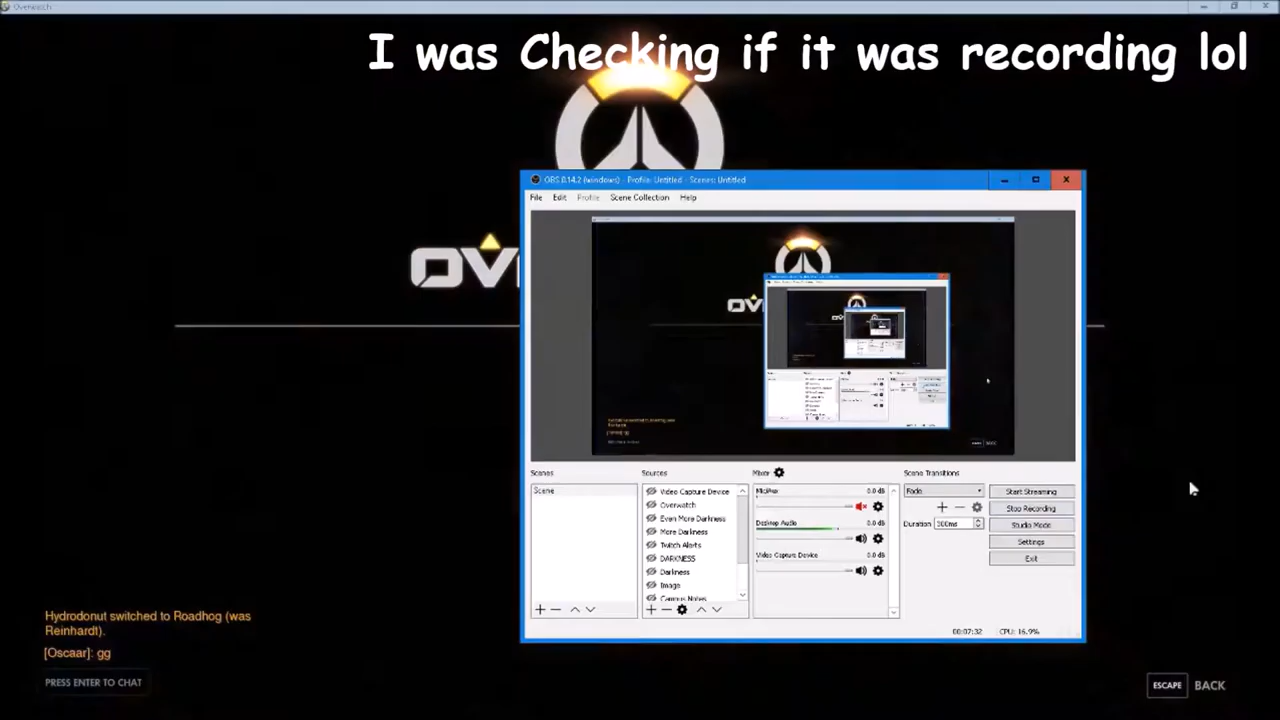 Overwatch
I was Checking if it was recording lol
OBS 0.14.2 (windows) - Profile: Untitled - Scenes: Untitled
File Edit Profile Scene Collection Help
OV
Scenes
Scene
Sources
Video Capture Device
Overwatch
Even More Darkness
More Darkness
Twitch Alerts
DARKNESS
Darkness
Image
Campus Notes
Mixer
Mic/Aux 0.0 dB
Desktop Audio 0.0 dB
Video Capture Device 0.0 dB
Scene Transitions
Fade
Duration 300ms
Start Streaming
Stop Recording
Studio Mode
Settings
Exit
00:07:32 CPU: 16.9%
Hydrodonut switched to Roadhog (was
Reinhardt).
[Oscaar]: gg
PRESS ENTER TO CHAT
ESCAPE BACK